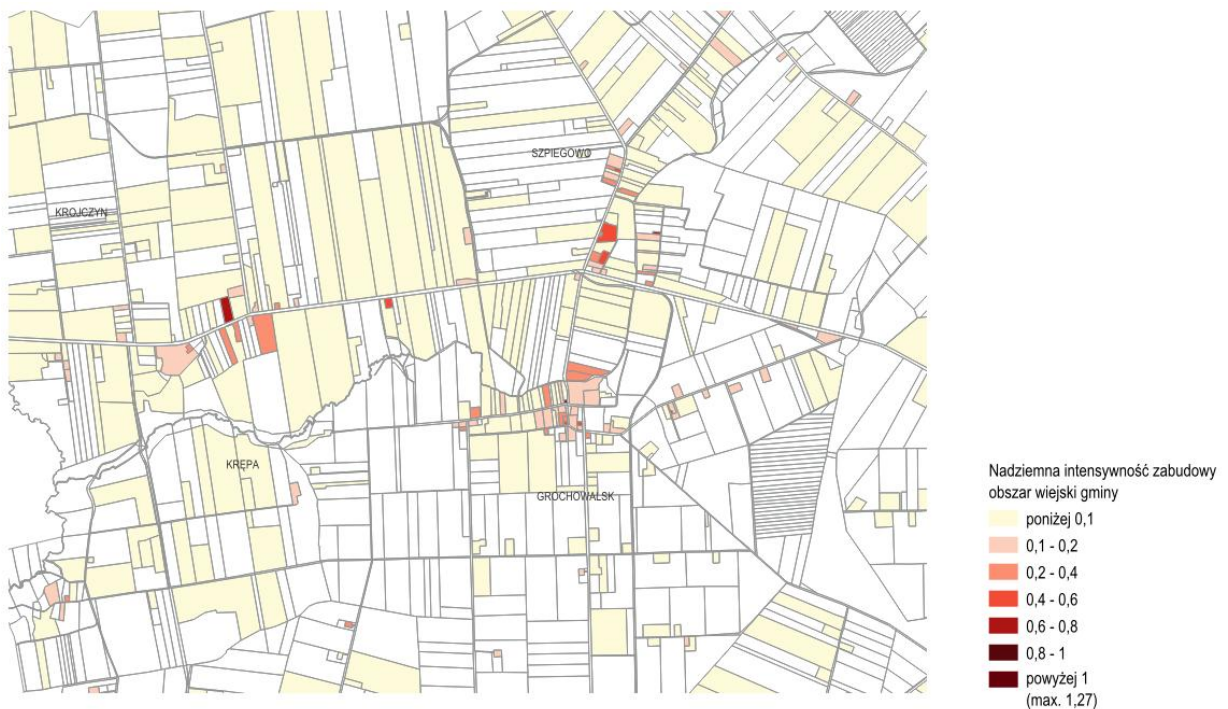 SZPIEGOWO
KROJCZYN
KRĘPA
GROCHOWALSK
Nadziemna intensywność zabudowy
obszar wiejski gminy
poniżej 0,1
0,1 - 0,2
0,2 - 0,4
0,4 - 0,6
0,6 - 0,8
0,8 - 1
powyżej 1
(max. 1,27)